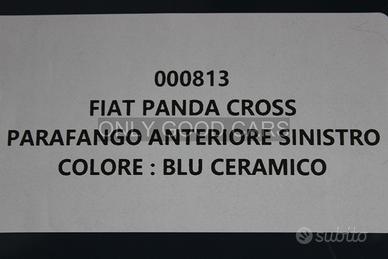 000813
FIAT PANDA CROSS
ONLY GOOD CARS
PARAFANGO ANTERIORE SINISTRO
COLORE : BLU CERAMICO
subito